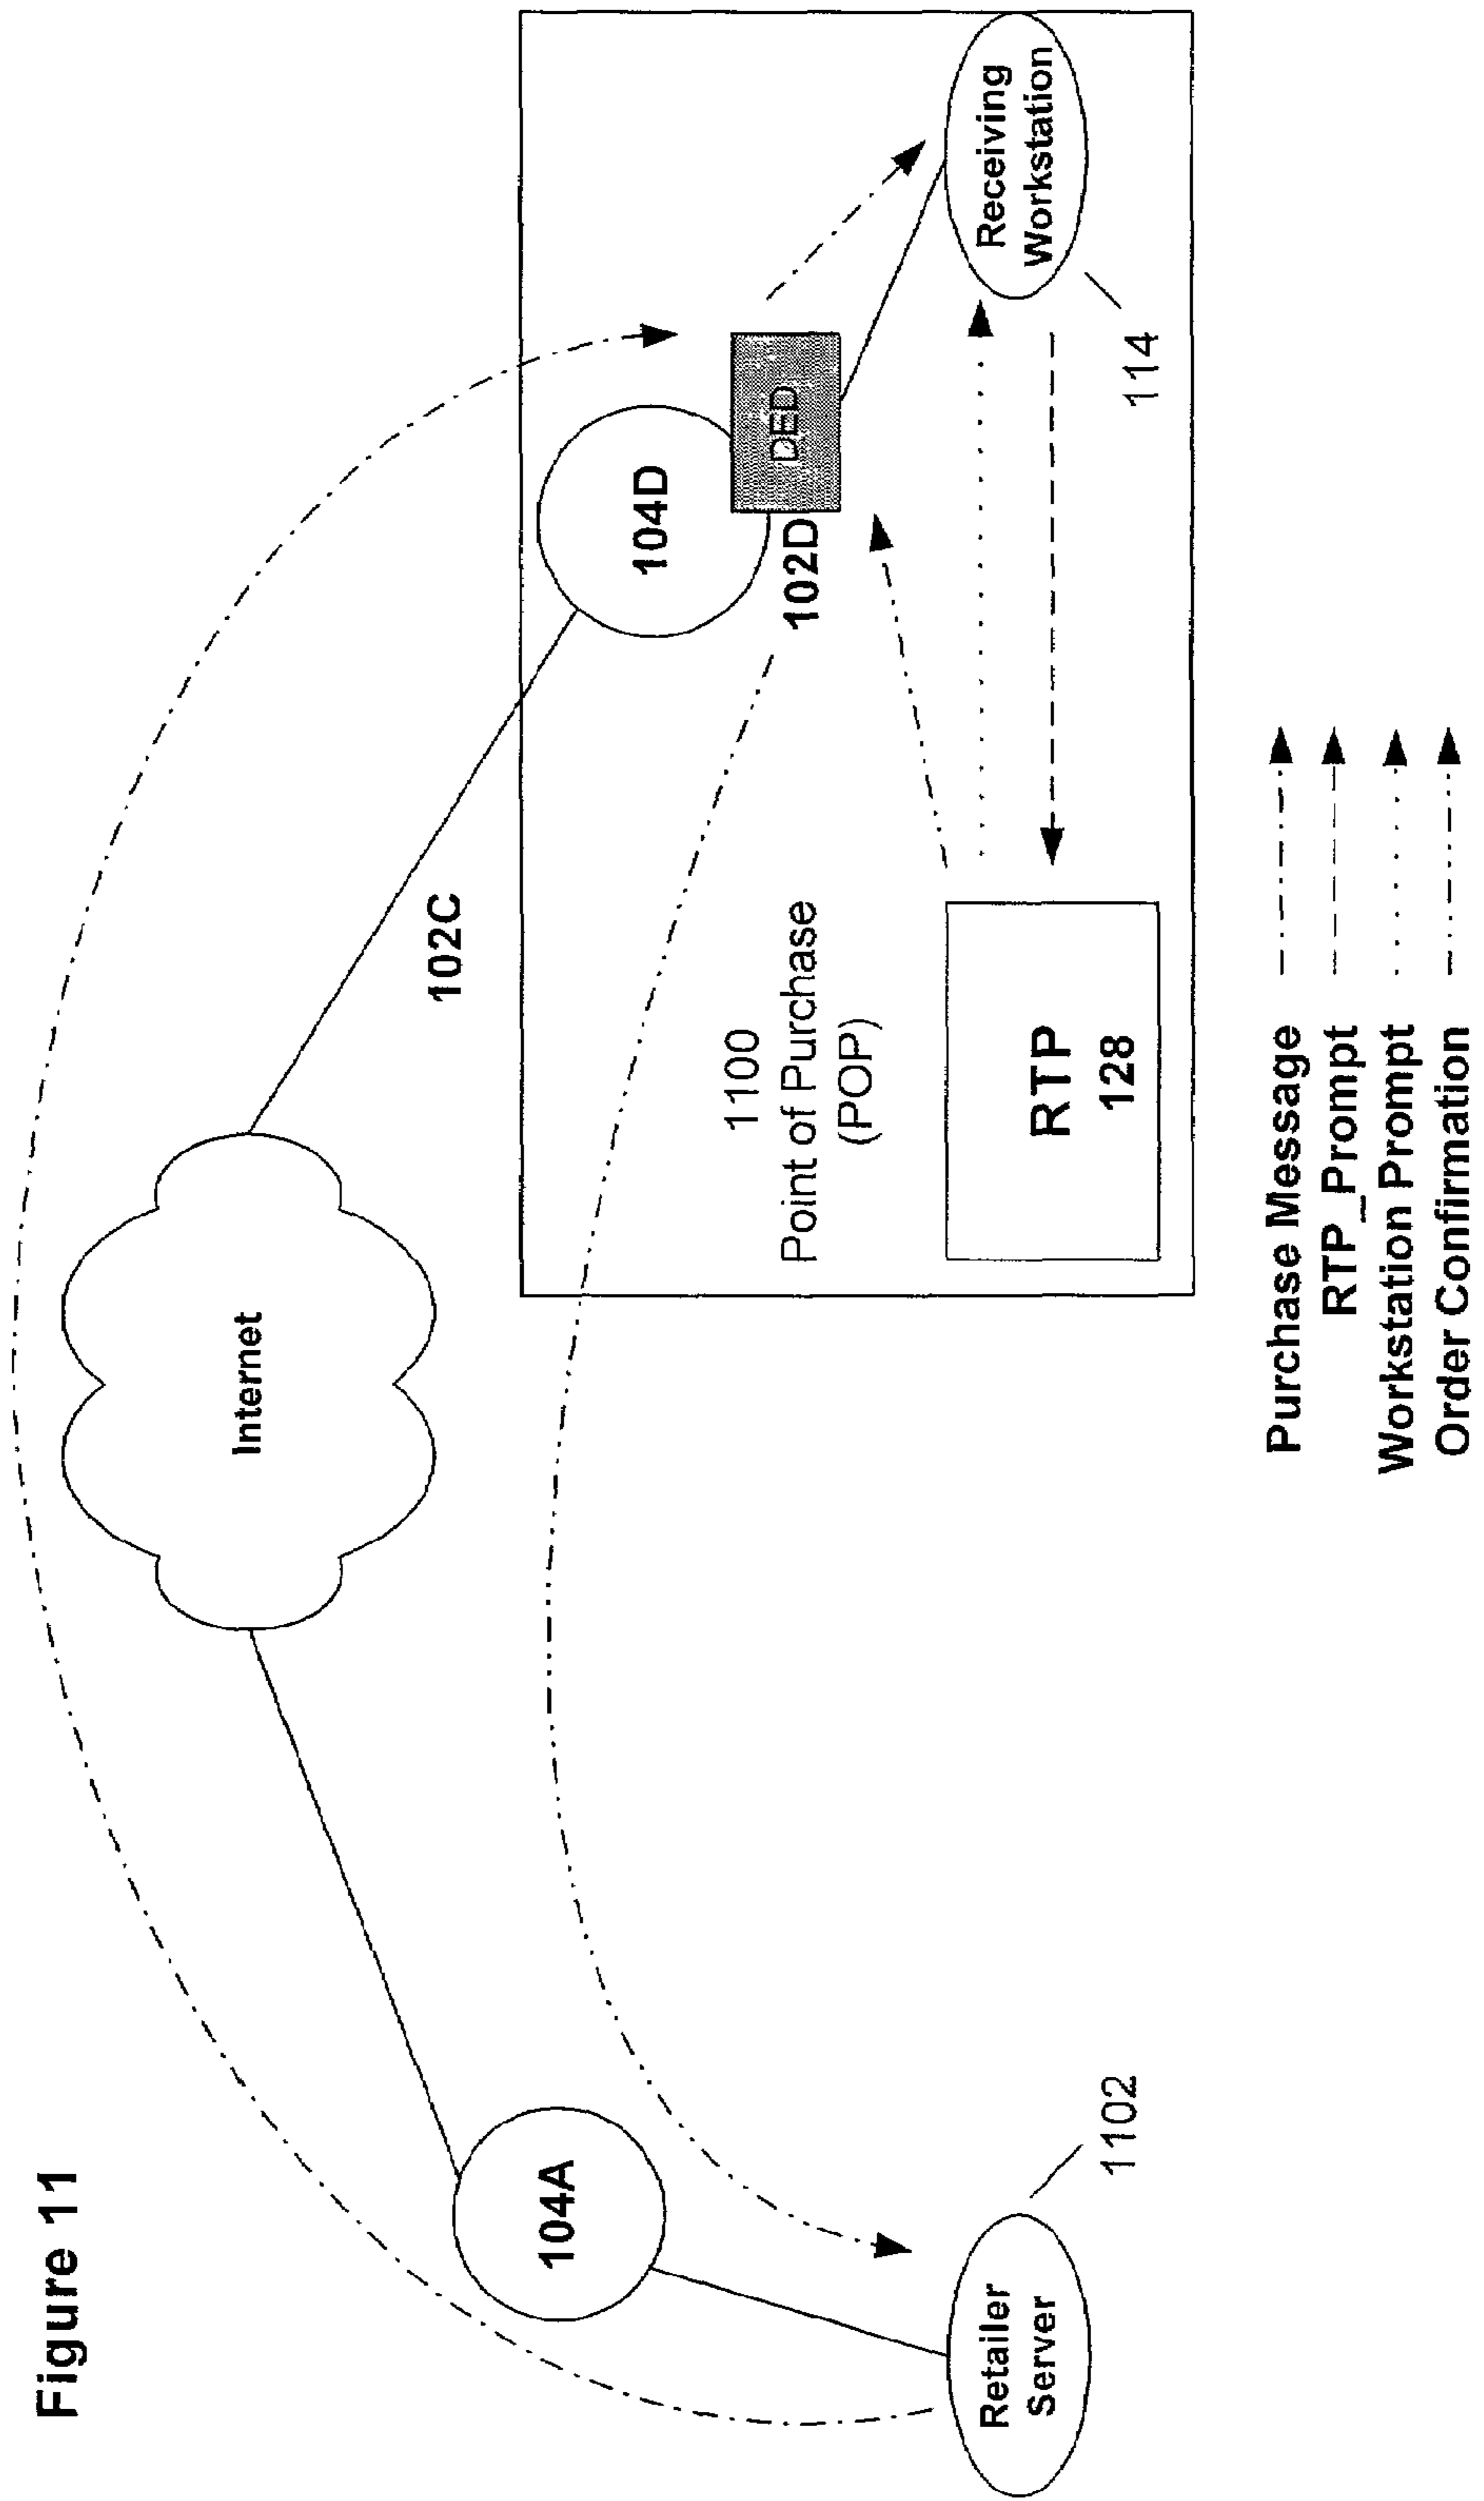 Figure 11
Internet
104A
Retailer
Server
1102
102C
104D
DED
102D
1100
Point of Purchase
(POP)
RTP
128
Receiving
Workstation
114
Purchase Message
RTP_Prompt
Workstation Prompt
Order Confirmation